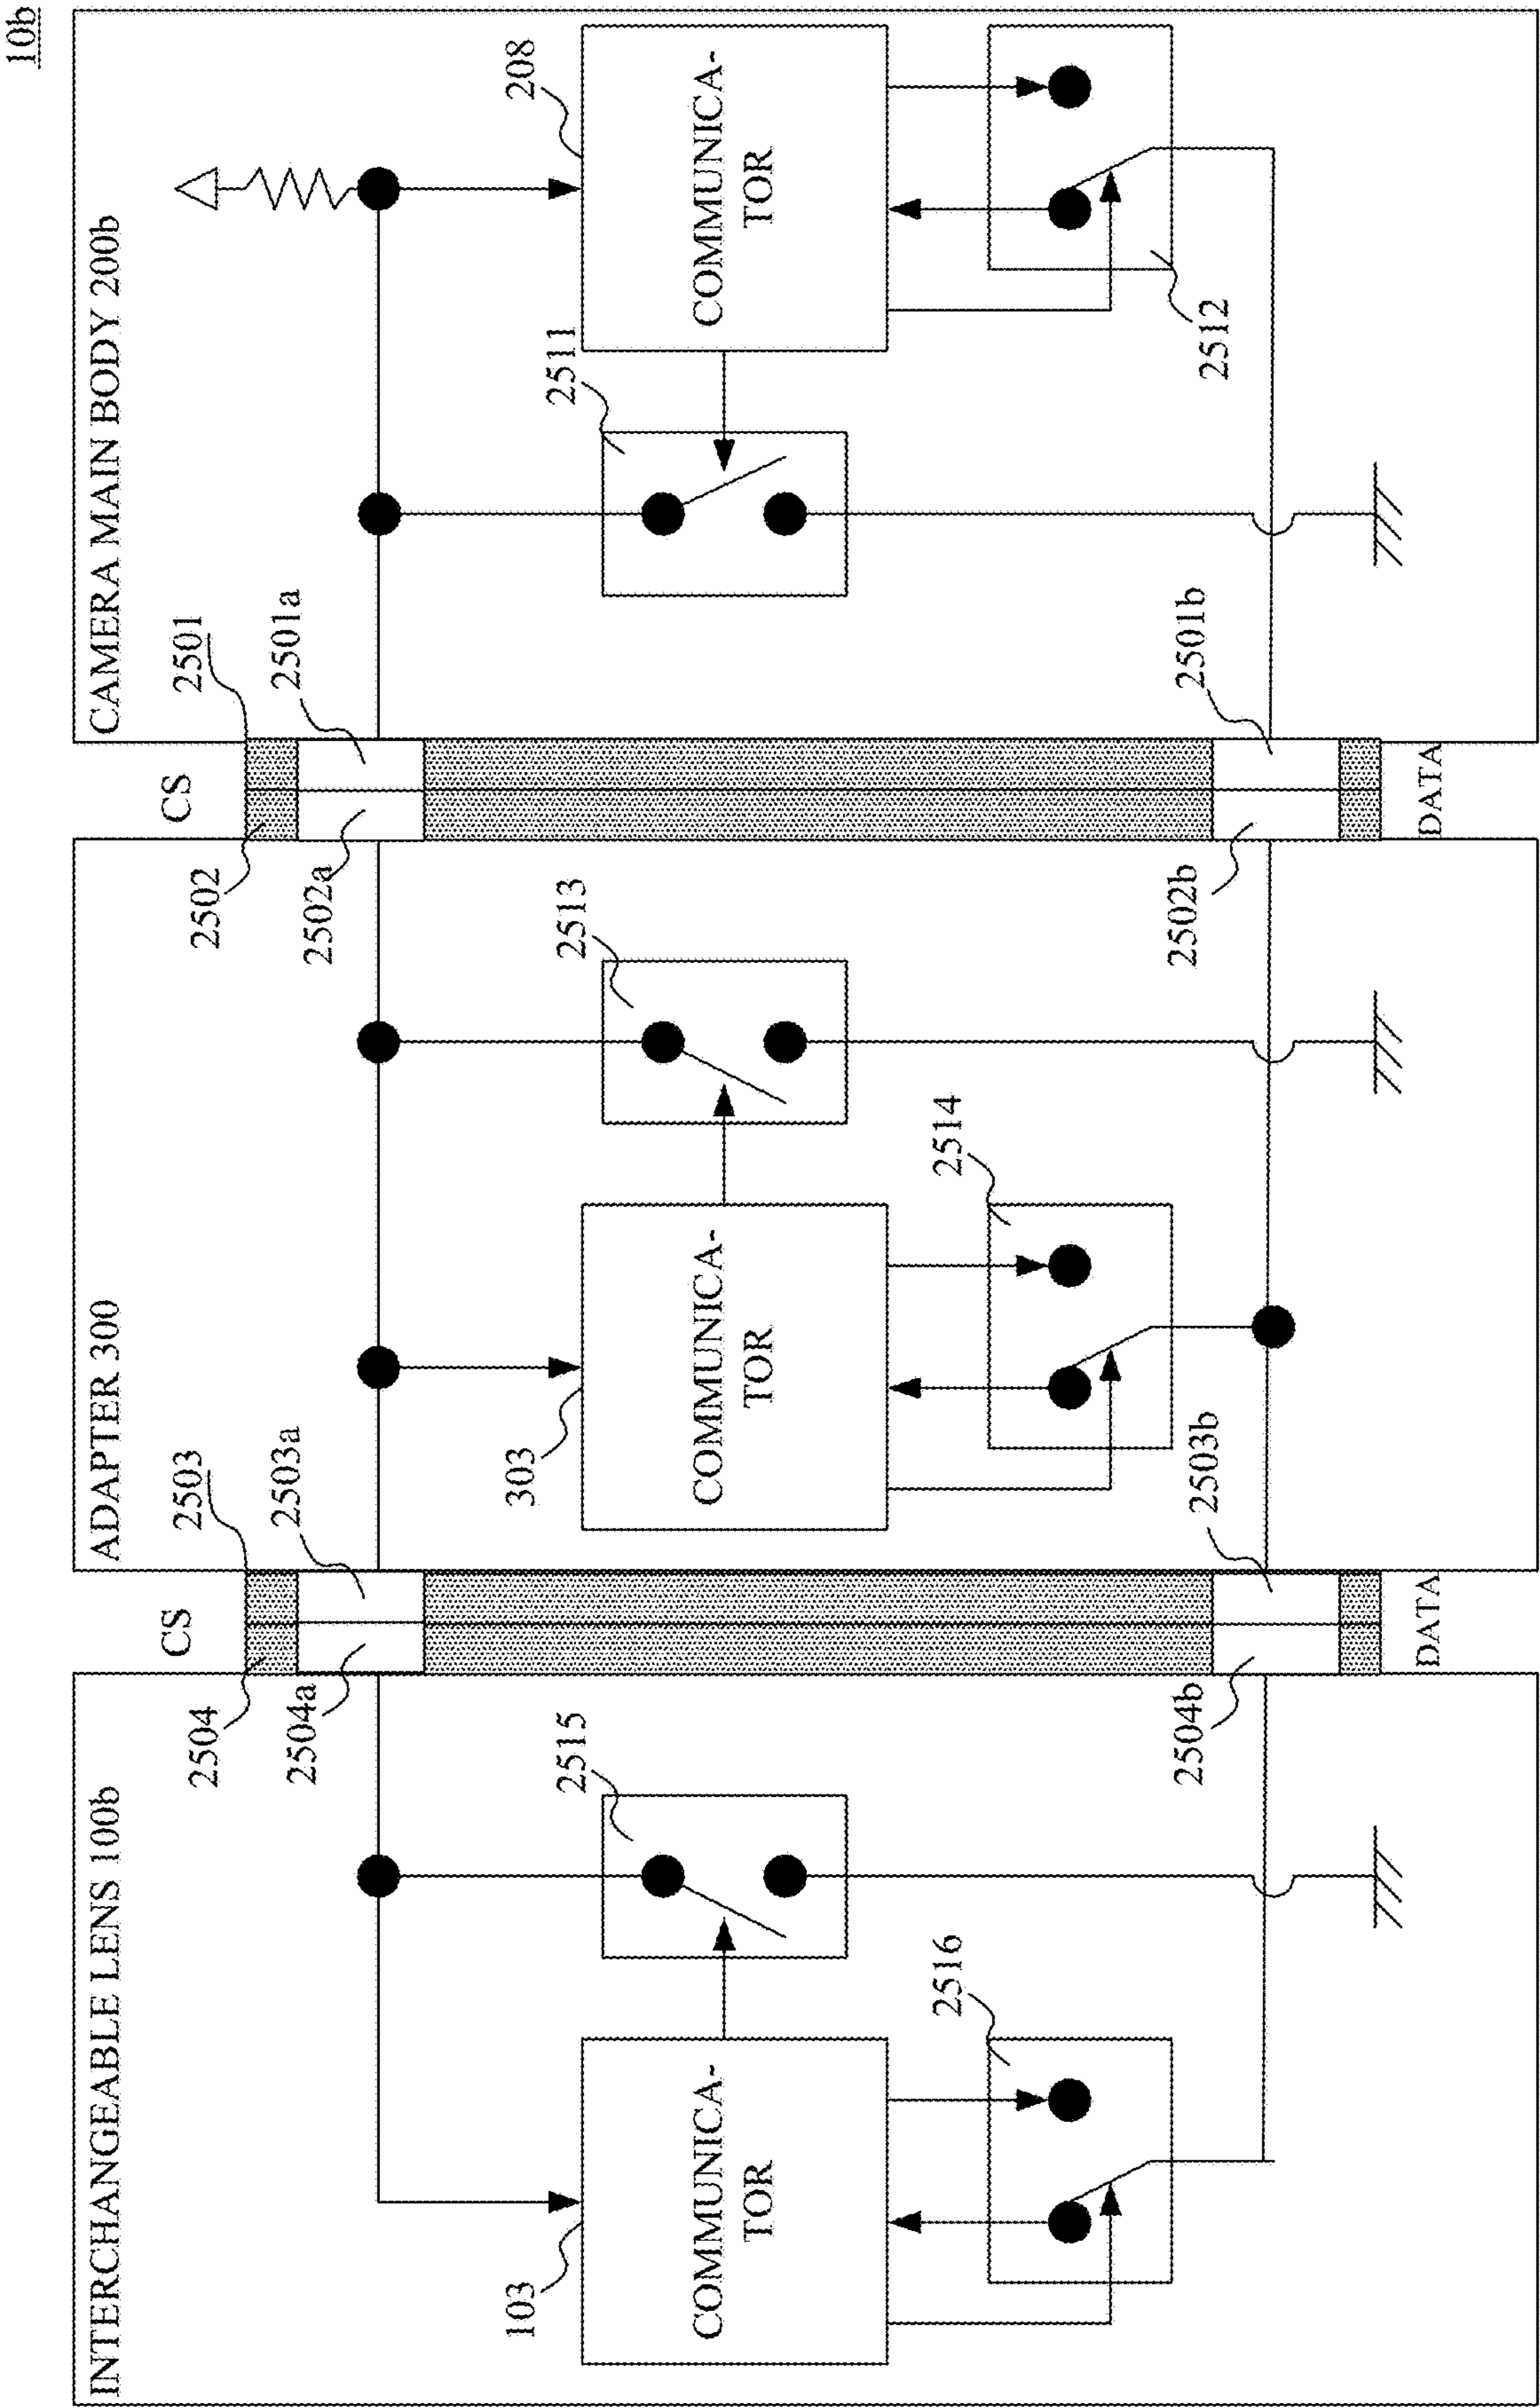 10b
INTERCHANGEABLE LENS 100b
ADAPTER 300
CAMERA MAIN BODY 200b
CS
CS
2504
2503
2502
2501
2504a
2503a
2502a
2501a
103
2515
303
2513
2511
208
COMMUNICA-
TOR
COMMUNICA-
TOR
COMMUNICA-
TOR
2516
2514
2512
2504b
2503b
2502b
2501b
DATA
DATA